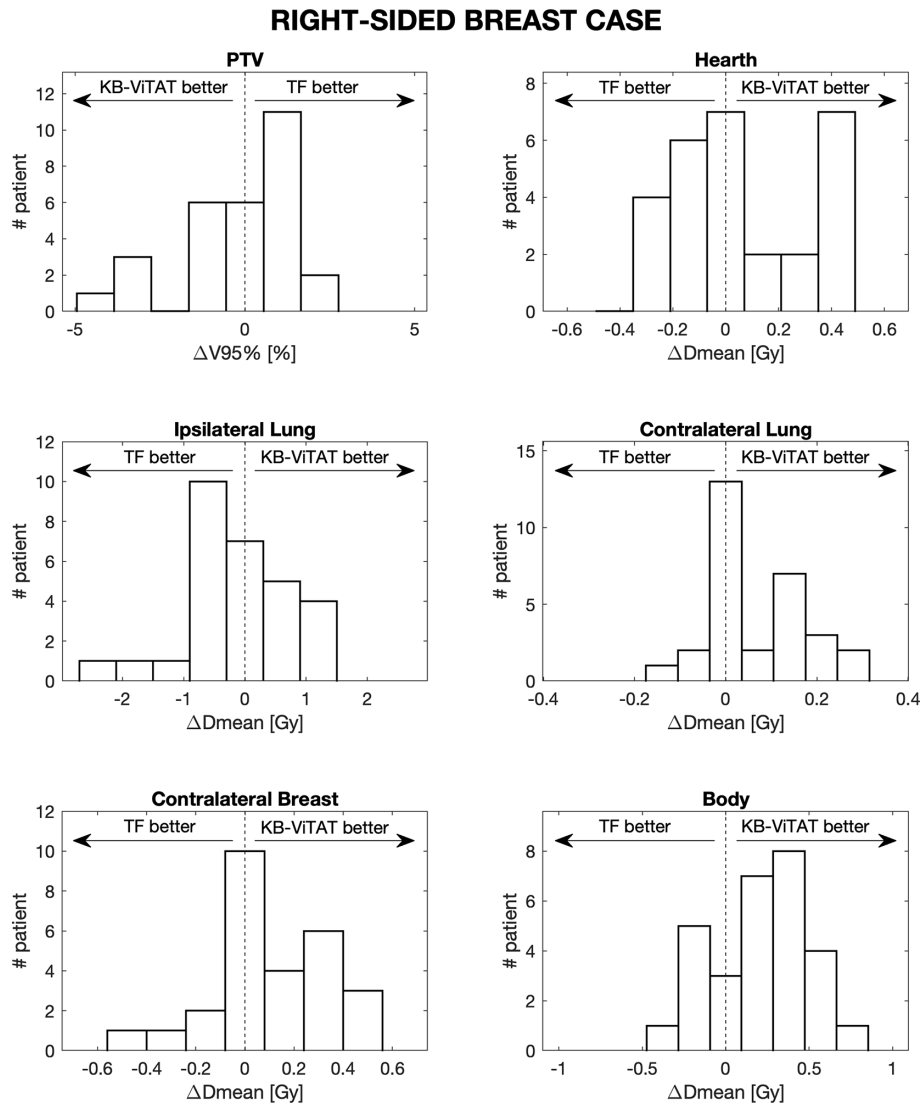 RIGHT-SIDED BREAST CASE
PTV
KB-ViTAT better TF better
12
10
8
6
4
2
0
# patient
-5 0 5
ΔV95% [%]
Hearth
TF better KB-ViTAT better
8
6
4
2
0
# patient
-0.6 -0.4 -0.2 0 0.2 0.4 0.6
ΔDmean [Gy]
Ipsilateral Lung
TF better KB-ViTAT better
12
10
8
6
4
2
0
# patient
-2 -1 0 1 2
ΔDmean [Gy]
Contralateral Lung
TF better KB-ViTAT better
15
10
5
0
# patient
-0.4 -0.2 0 0.2 0.4
ΔDmean [Gy]
Contralateral Breast
TF better KB-ViTAT better
12
10
8
6
4
2
0
# patient
-0.6 -0.4 -0.2 0 0.2 0.4 0.6
ΔDmean [Gy]
Body
TF better KB-ViTAT better
8
6
4
2
0
# patient
-1 -0.5 0 0.5 1
ΔDmean [Gy]